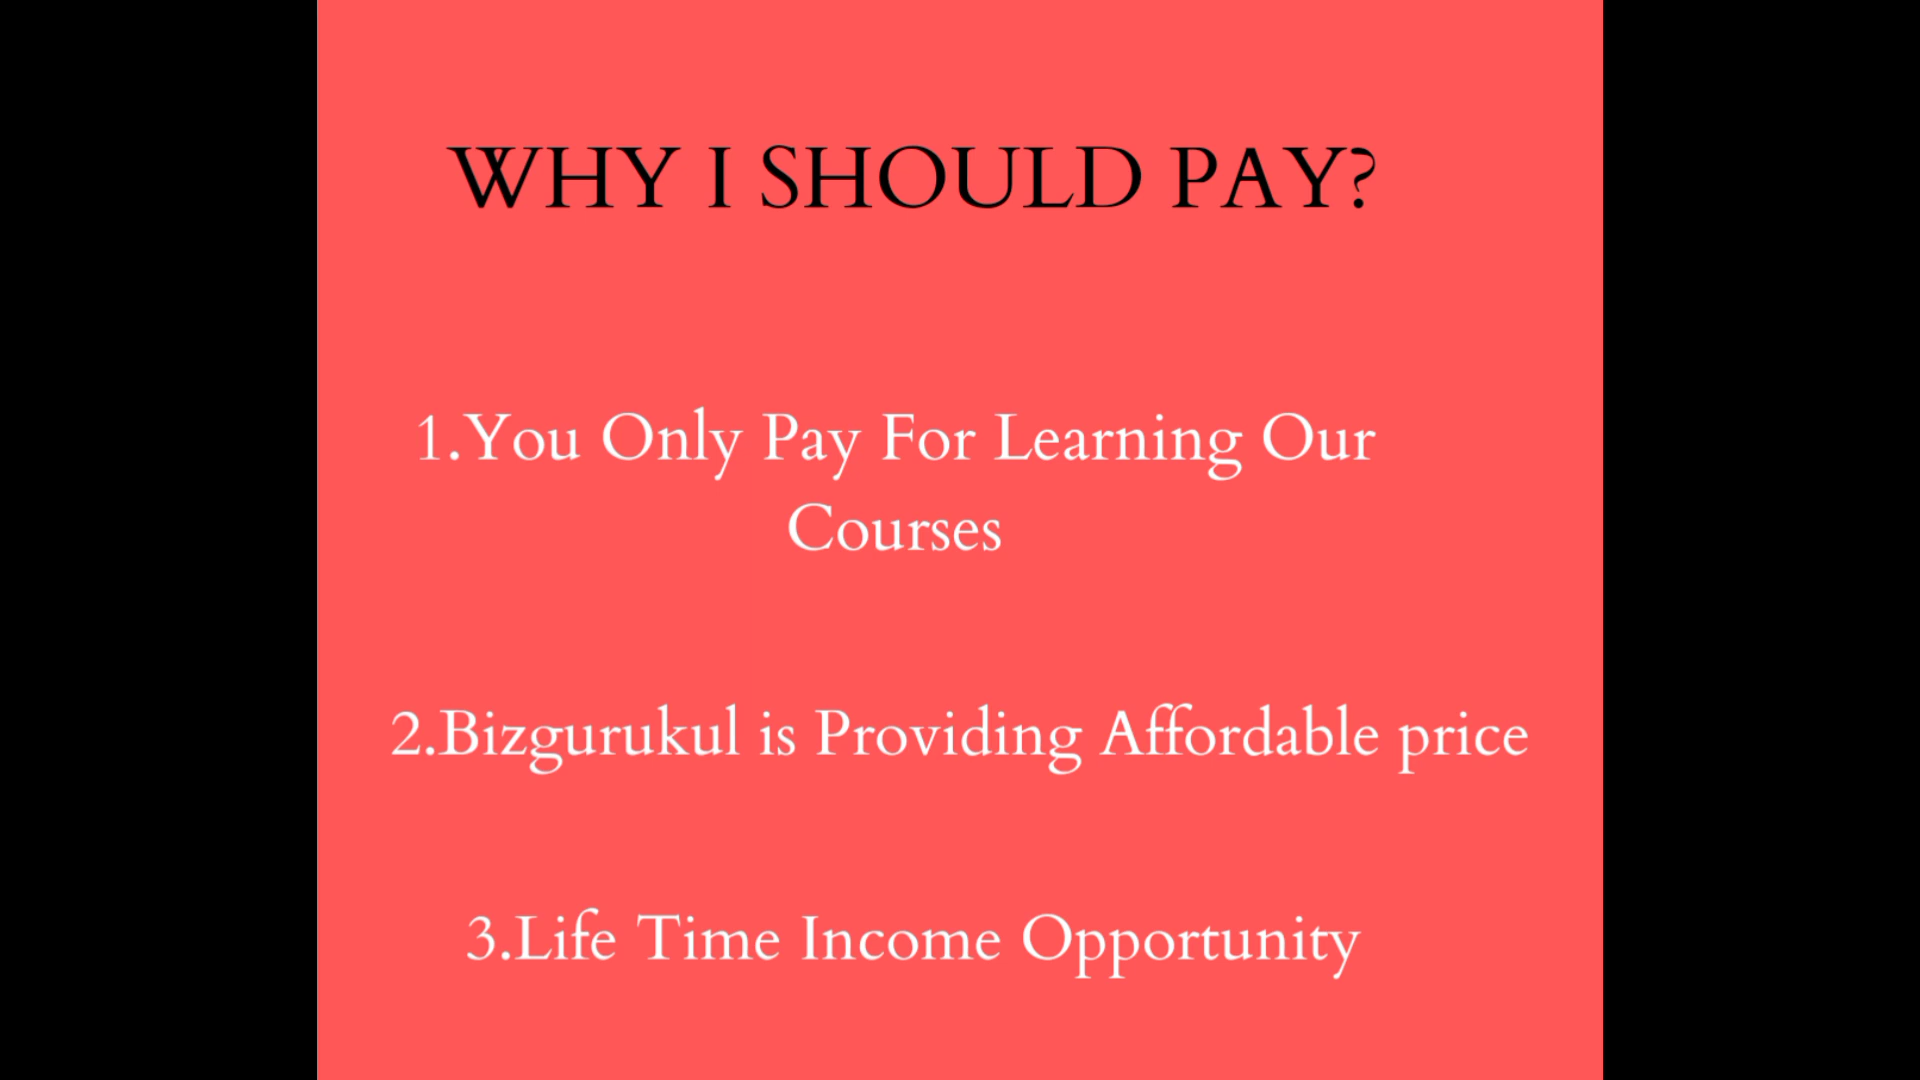 WHY I SHOULD PAY?
1.You Only Pay For Learning Our
Courses
2.Bizgurukul is Providing Affordable price
3.Life Time Income Opportunity